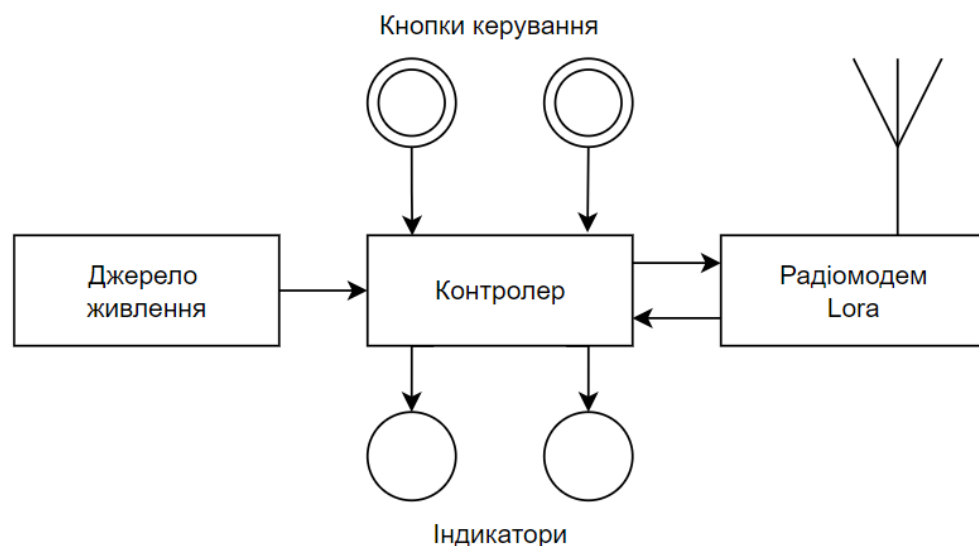 Кнопки керування
Джерело
живлення
Контролер
Радіомодем
Lora
Індикатори